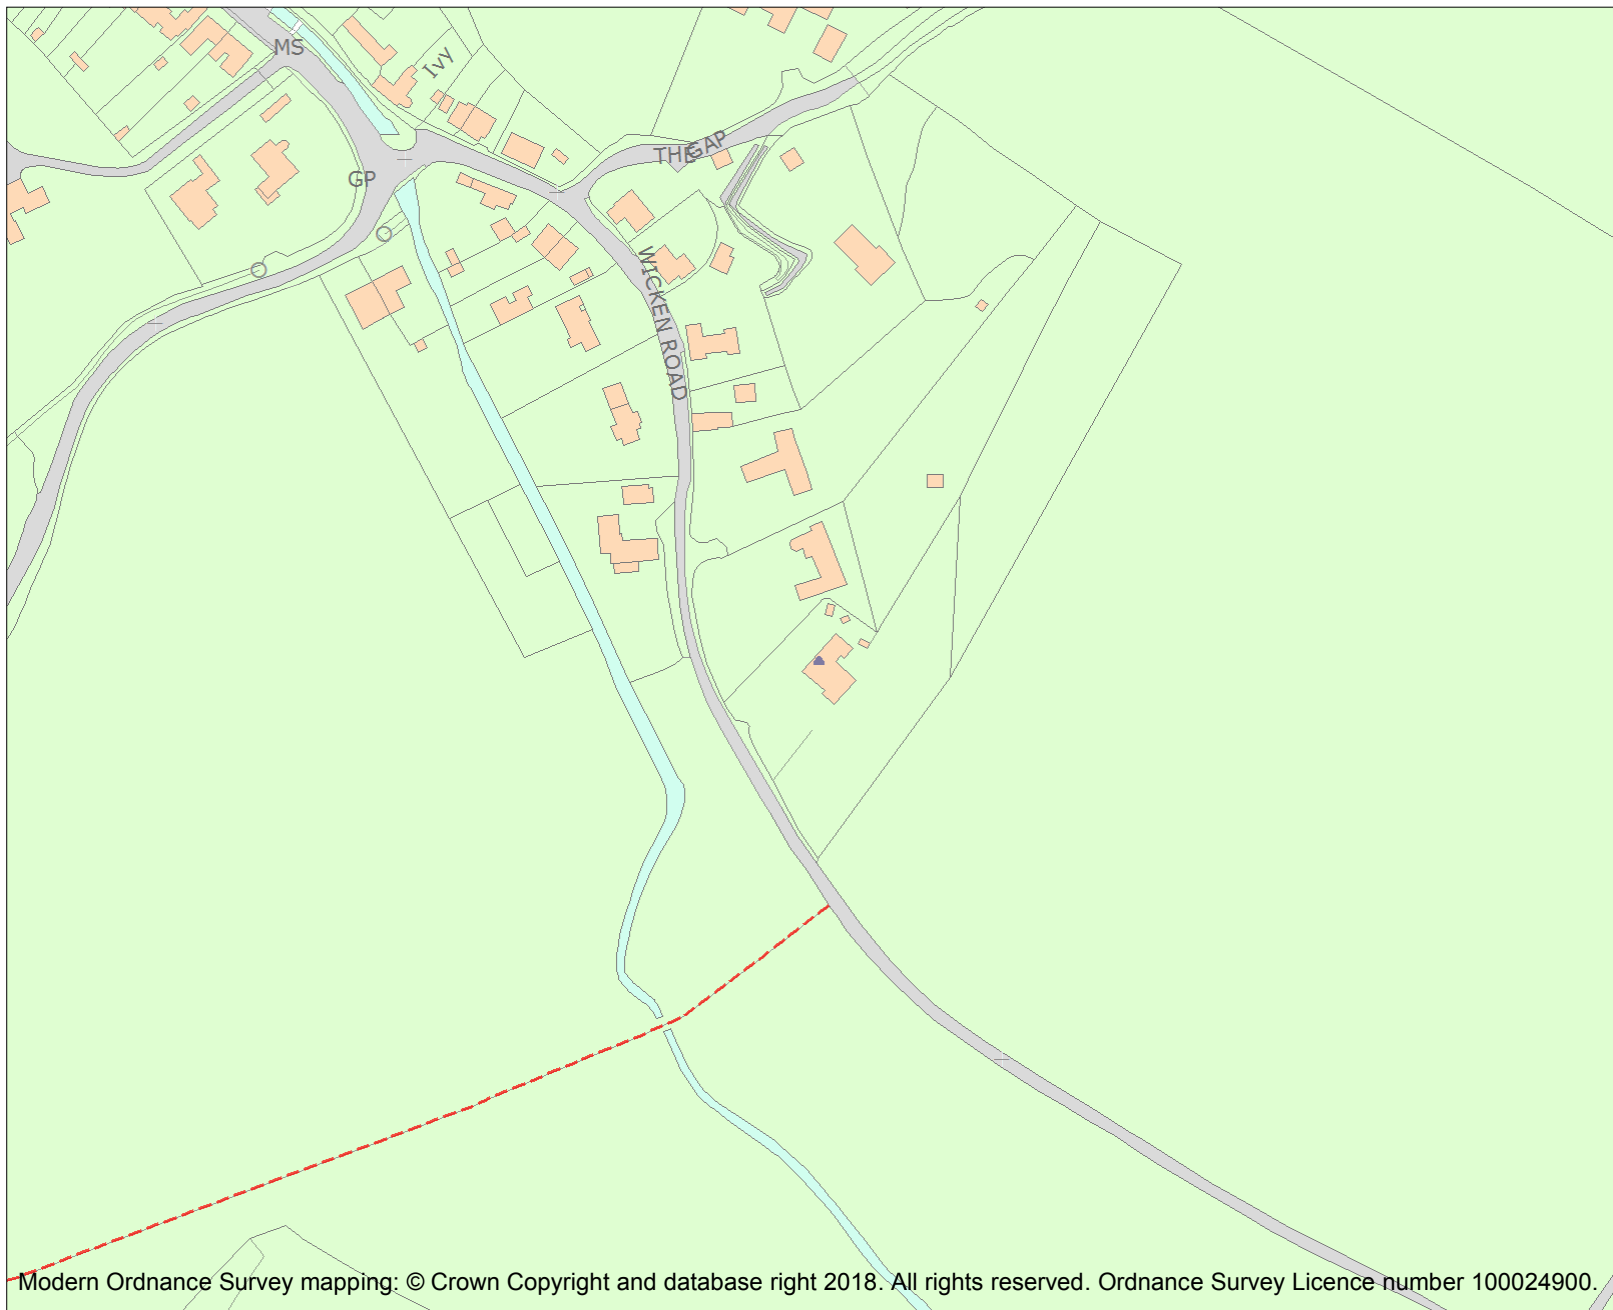 MS
Ivy
THE GAP
GP
WICKEN ROAD
Modern Ordnance Survey mapping: © Crown Copyright and database right 2018. All rights reserved. Ordnance Survey Licence number 100024900.